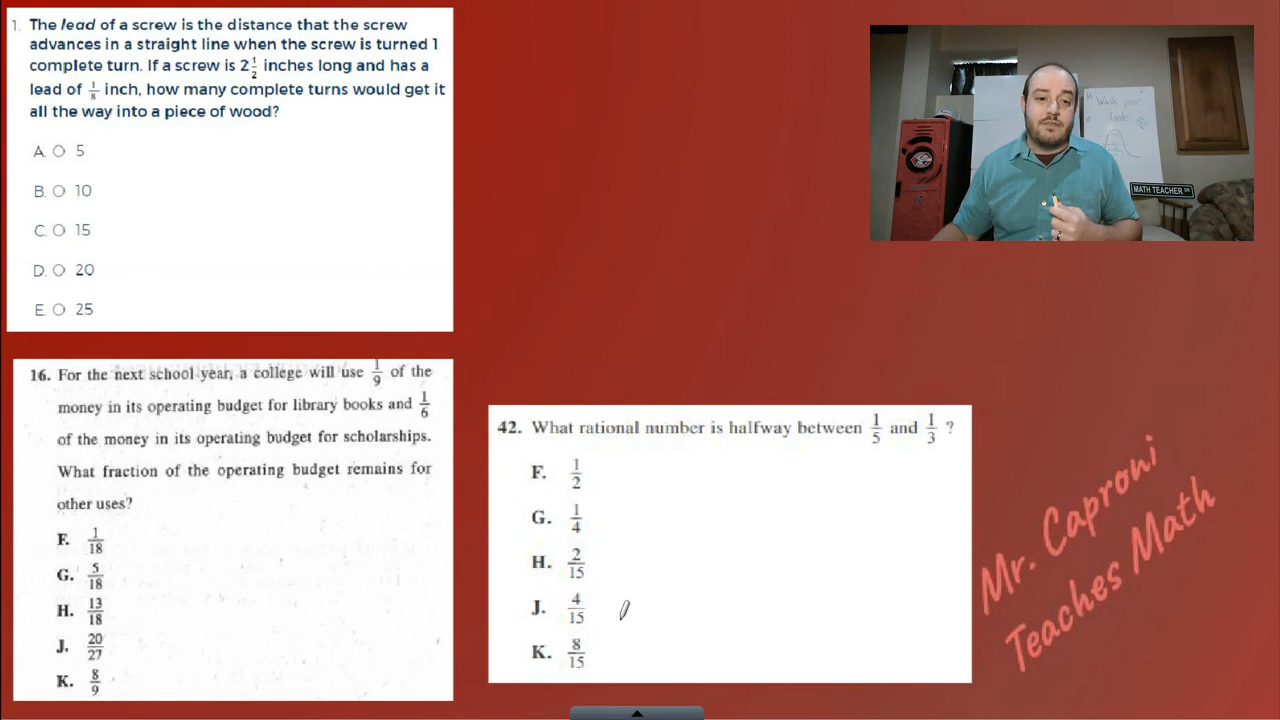 1. The lead of a screw is the distance that the screw
advances in a straight line when the screw is turned 1
complete turn. If a screw is 2 1/2 inches long and has a
lead of 1/8 inch, how many complete turns would get it
all the way into a piece of wood?
A. 5
B. 10
C. 15
D. 20
E. 25
16. For the next school year, a college will use 1/9 of the
money in its operating budget for library books and 1/6
of the money in its operating budget for scholarships.
What fraction of the operating budget remains for
other uses?
F. 1/18
G. 5/18
H. 13/18
J. 20/27
K. 8/9
42. What rational number is halfway between 1/5 and 1/3 ?
F. 1/2
G. 1/4
H. 2/15
J. 4/15
K. 8/15
Wash your
Hands
MATH TEACHER DR
Mr. Caproni
Teaches Math